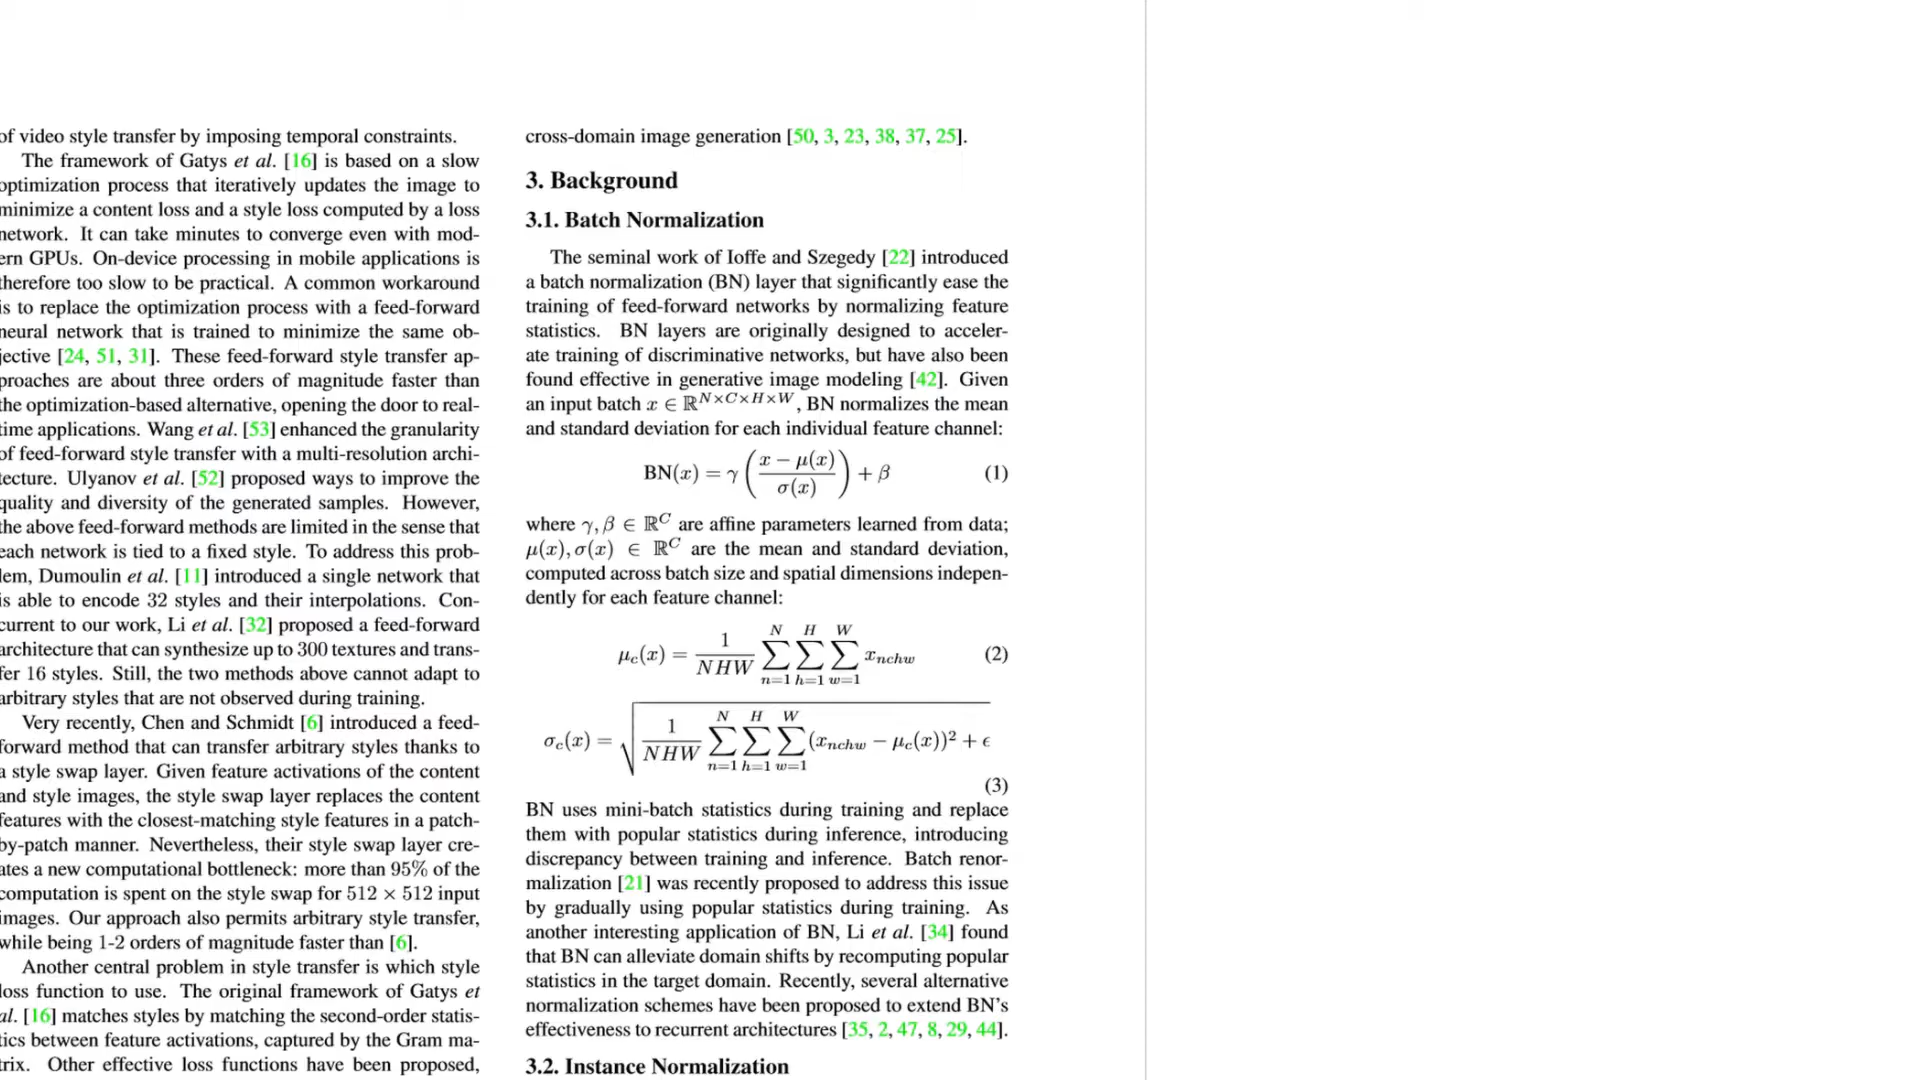 of video style transfer by imposing temporal constraints.
The framework of Gatys et al. [16] is based on a slow
optimization process that iteratively updates the image to
minimize a content loss and a style loss computed by a loss
network. It can take minutes to converge even with mod-
ern GPUs. On-device processing in mobile applications is
therefore too slow to be practical. A common workaround
is to replace the optimization process with a feed-forward
neural network that is trained to minimize the same ob-
jective [24, 51, 31]. These feed-forward style transfer ap-
proaches are about three orders of magnitude faster than
the optimization-based alternative, opening the door to real-
time applications. Wang et al. [53] enhanced the granularity
of feed-forward style transfer with a multi-resolution archi-
tecture. Ulyanov et al. [52] proposed ways to improve the
quality and diversity of the generated samples. However,
the above feed-forward methods are limited in the sense that
each network is tied to a fixed style. To address this prob-
lem, Dumoulin et al. [11] introduced a single network that
is able to encode 32 styles and their interpolations. Con-
current to our work, Li et al. [32] proposed a feed-forward
architecture that can synthesize up to 300 textures and trans-
fer 16 styles. Still, the two methods above cannot adapt to
arbitrary styles that are not observed during training.
Very recently, Chen and Schmidt [6] introduced a feed-
forward method that can transfer arbitrary styles thanks to
a style swap layer. Given feature activations of the content
and style images, the style swap layer replaces the content
features with the closest-matching style features in a patch-
by-patch manner. Nevertheless, their style swap layer cre-
ates a new computational bottleneck: more than 95% of the
computation is spent on the style swap for 512 × 512 input
images. Our approach also permits arbitrary style transfer,
while being 1-2 orders of magnitude faster than [6].
Another central problem in style transfer is which style
loss function to use. The original framework of Gatys et
al. [16] matches styles by matching the second-order statis-
tics between feature activations, captured by the Gram ma-
trix. Other effective loss functions have been proposed,
cross-domain image generation [50, 3, 23, 38, 37, 25].
3. Background
3.1. Batch Normalization
The seminal work of Ioffe and Szegedy [22] introduced
a batch normalization (BN) layer that significantly ease the
training of feed-forward networks by normalizing feature
statistics. BN layers are originally designed to acceler-
ate training of discriminative networks, but have also been
found effective in generative image modeling [42]. Given
an input batch x ∈ ℝ^{N×C×H×W}, BN normalizes the mean
and standard deviation for each individual feature channel:
BN(x) = γ ( (x − μ(x)) / σ(x) ) + β (1)
where γ, β ∈ ℝ^C are affine parameters learned from data;
μ(x), σ(x) ∈ ℝ^C are the mean and standard deviation,
computed across batch size and spatial dimensions indepen-
dently for each feature channel:
μ_c(x) = 1/NHW ∑_{n=1}^{N} ∑_{h=1}^{H} ∑_{w=1}^{W} x_{nchw} (2)
σ_c(x) = √( 1/NHW ∑_{n=1}^{N} ∑_{h=1}^{H} ∑_{w=1}^{W} (x_{nchw} − μ_c(x))² + ϵ )
(3)
BN uses mini-batch statistics during training and replace
them with popular statistics during inference, introducing
discrepancy between training and inference. Batch renor-
malization [21] was recently proposed to address this issue
by gradually using popular statistics during training. As
another interesting application of BN, Li et al. [34] found
that BN can alleviate domain shifts by recomputing popular
statistics in the target domain. Recently, several alternative
normalization schemes have been proposed to extend BN's
effectiveness to recurrent architectures [35, 2, 47, 8, 29, 44].
3.2. Instance Normalization